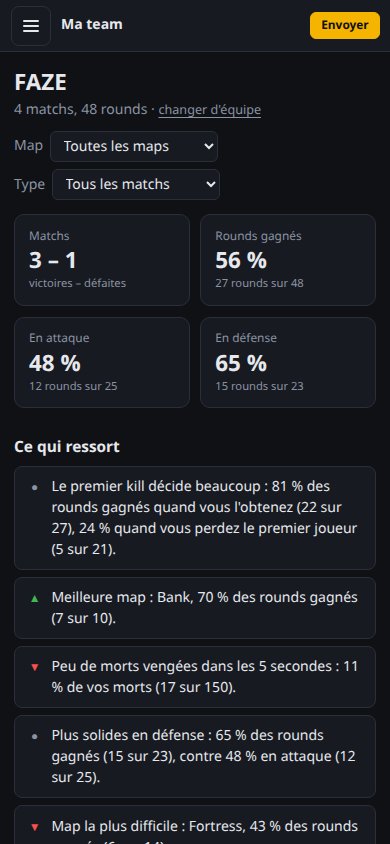 Ma team
Envoyer
FAZE
4 matchs, 48 rounds · changer d'équipe
Map
Toutes les maps
Type
Tous les matchs
Matchs
3 – 1
victoires – défaites
Rounds gagnés
56 %
27 rounds sur 48
En attaque
48 %
12 rounds sur 25
En défense
65 %
15 rounds sur 23
Ce qui ressort
Le premier kill décide beaucoup : 81 % des
rounds gagnés quand vous l'obtenez (22 sur
27), 24 % quand vous perdez le premier joueur
(5 sur 21).
Meilleure map : Bank, 70 % des rounds gagnés
(7 sur 10).
Peu de morts vengées dans les 5 secondes : 11
% de vos morts (17 sur 150).
Plus solides en défense : 65 % des rounds
gagnés (15 sur 23), contre 48 % en attaque (12
sur 25).
Map la plus difficile : Fortress, 43 % des rounds